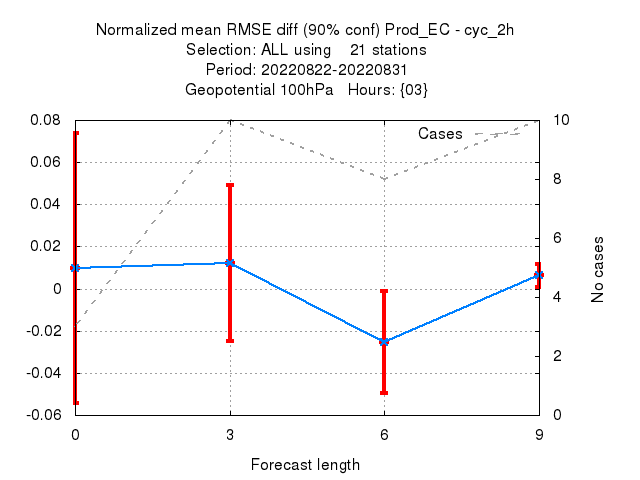 Normalized mean RMSE diff (90% conf) Prod_EC - cyc_2h
Selection: ALL using    21 stations
Period: 20220822-20220831
Geopotential 100hPa   Hours: {03}
0.08
0.06
0.04
0.02
0
-0.02
-0.04
-0.06
Cases
10
8
6
4
2
0
No cases
0 3 6 9
Forecast length